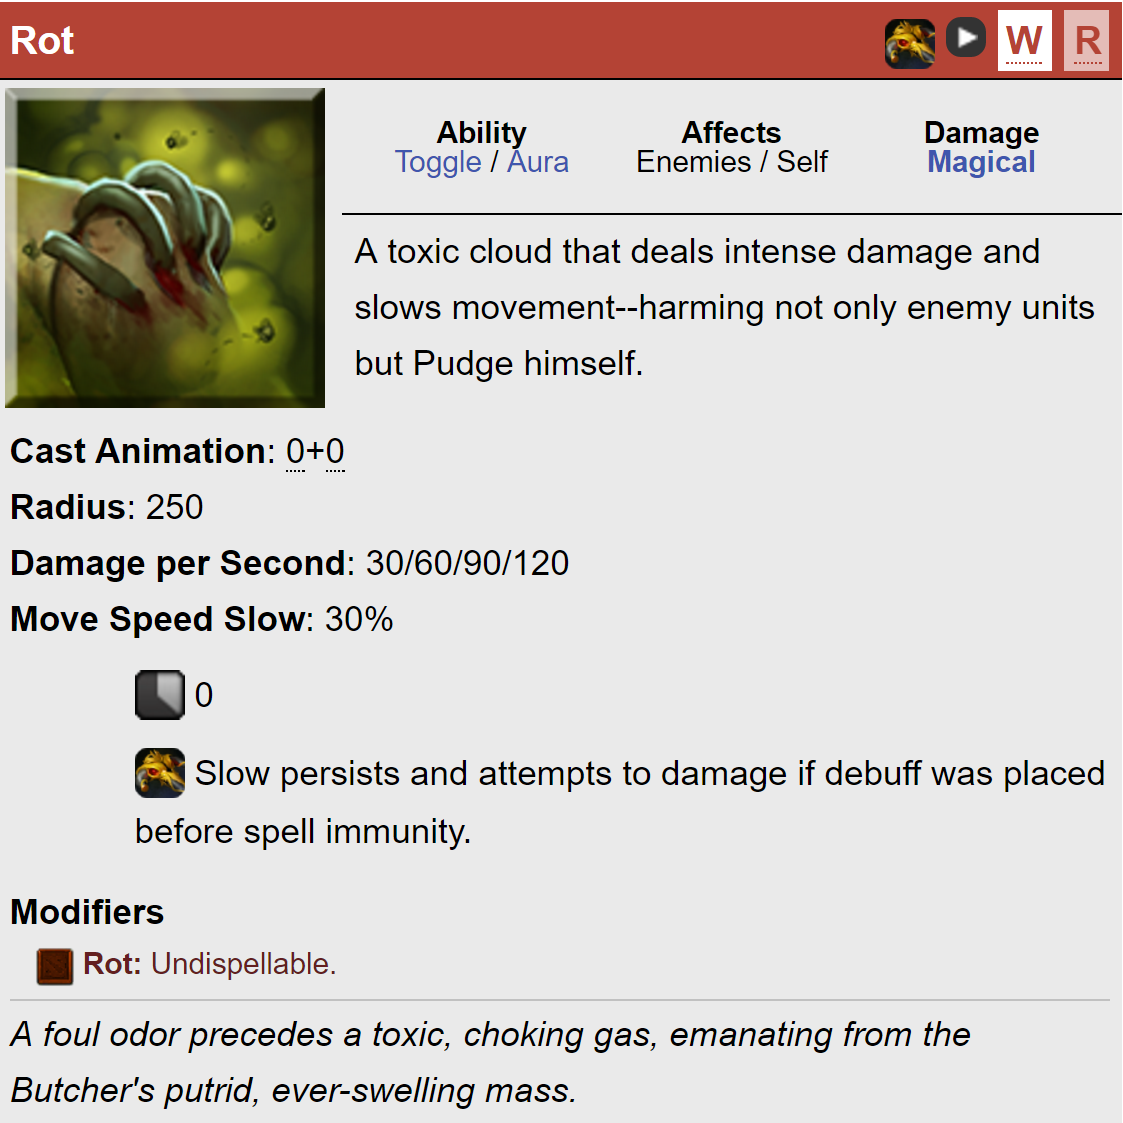 Rot
W R
Ability Affects Damage
Toggle / Aura Enemies / Self Magical
A toxic cloud that deals intense damage and
slows movement--harming not only enemy units
but Pudge himself.
Cast Animation: 0+0
Radius: 250
Damage per Second: 30/60/90/120
Move Speed Slow: 30%
0
Slow persists and attempts to damage if debuff was placed
before spell immunity.
Modifiers
Rot: Undispellable.
A foul odor precedes a toxic, choking gas, emanating from the
Butcher's putrid, ever-swelling mass.